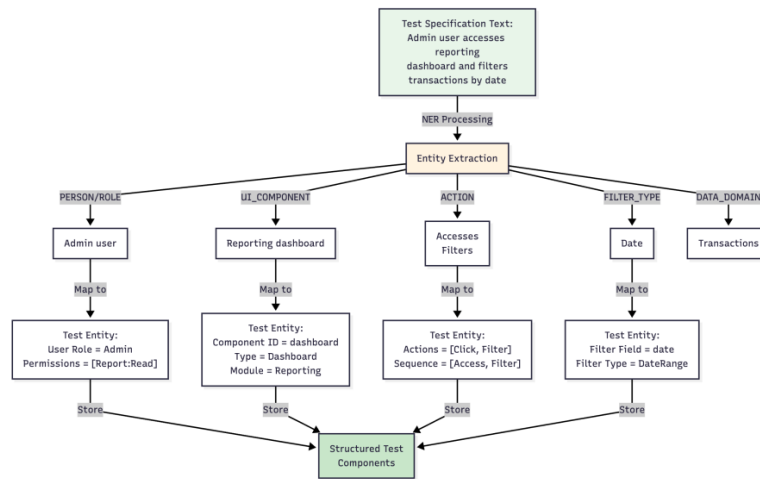 Test Specification Text:
Admin user accesses
reporting
dashboard and filters
transactions by date
NER Processing
Entity Extraction
PERSON/ROLE
UI_COMPONENT
ACTION
FILTER_TYPE
DATA_DOMAIN
Admin user
Reporting dashboard
Accesses
Filters
Date
Transactions
Map to
Map to
Map to
Map to
Test Entity:
User Role = Admin
Permissions = [Report:Read]
Test Entity:
Component ID = dashboard
Type = Dashboard
Module = Reporting
Test Entity:
Actions = [Click, Filter]
Sequence = [Access, Filter]
Test Entity:
Filter Field = date
Filter Type = DateRange
Store
Store
Store
Store
Structured Test
Components